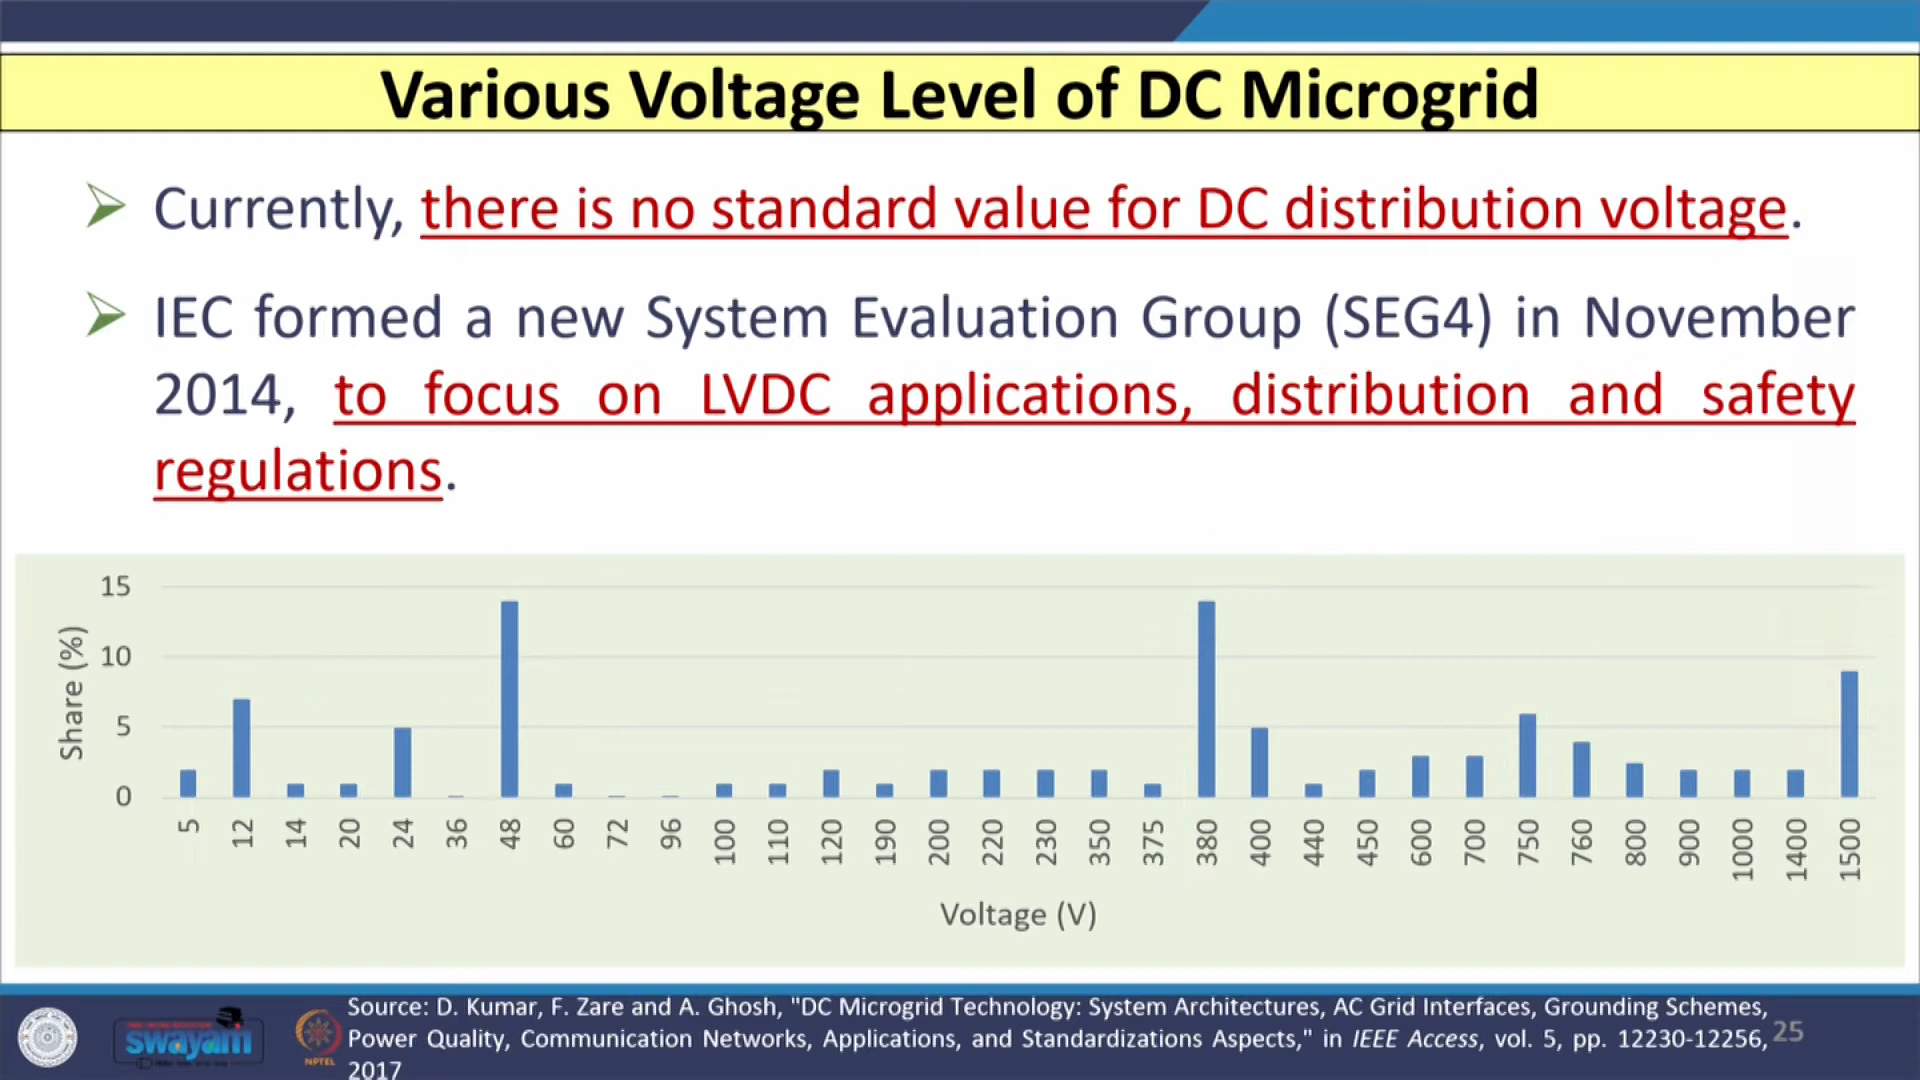 Various Voltage Level of DC Microgrid
Currently, there is no standard value for DC distribution voltage.
IEC formed a new System Evaluation Group (SEG4) in November
2014, to focus on LVDC applications, distribution and safety
regulations.
15
10
5
0
Share (%)
5 12 14 20 24 36 48 60 72 96 100 110 120 190 200 220 230 350 375 380 400 440 450 600 700 750 760 800 900 1000 1400 1500
Voltage (V)
swayam
NPTEL
Source: D. Kumar, F. Zare and A. Ghosh, "DC Microgrid Technology: System Architectures, AC Grid Interfaces, Grounding Schemes,
Power Quality, Communication Networks, Applications, and Standardizations Aspects," in IEEE Access, vol. 5, pp. 12230-12256,
2017
25